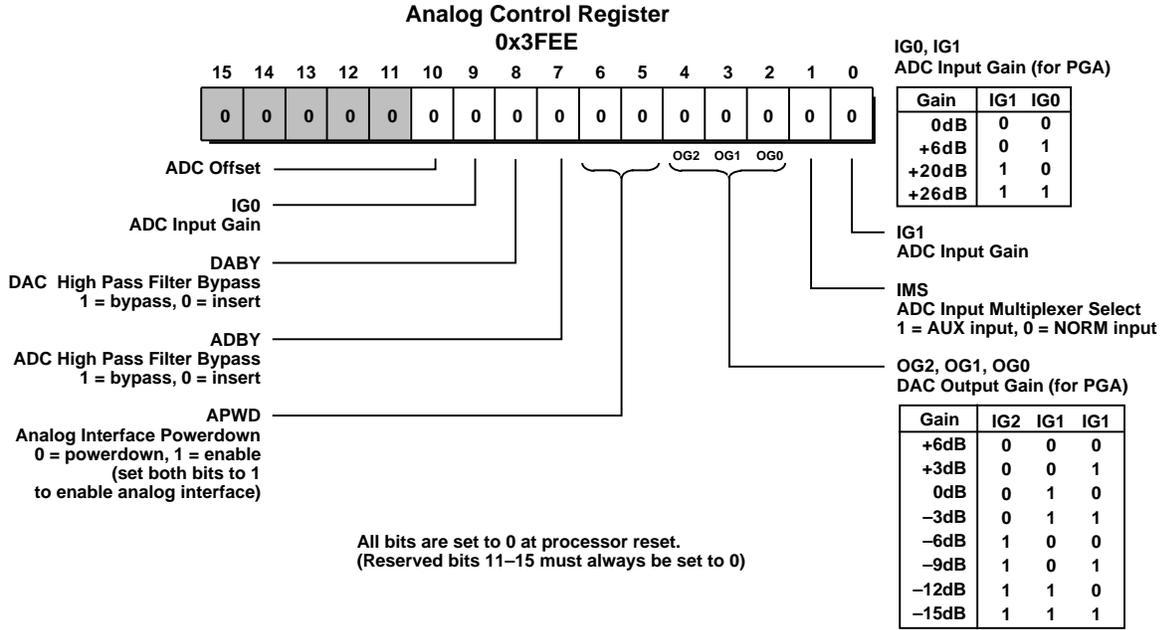 Analog Control Register
0x3FEE
15 14 13 12 11 10 9 8 7 6 5 4 3 2 1 0
0 0 0 0 0 0 0 0 0 0 0 0 0 0 0 0
OG2 OG1 OG0
ADC Offset
IG0
ADC Input Gain
DABY
DAC High Pass Filter Bypass
1 = bypass, 0 = insert
ADBY
ADC High Pass Filter Bypass
1 = bypass, 0 = insert
APWD
Analog Interface Powerdown
0 = powerdown, 1 = enable
(set both bits to 1
to enable analog interface)
IG0, IG1
ADC Input Gain (for PGA)
Gain IG1 IG0
0dB 0 0
+6dB 0 1
+20dB 1 0
+26dB 1 1
IG1
ADC Input Gain
IMS
ADC Input Multiplexer Select
1 = AUX input, 0 = NORM input
OG2, OG1, OG0
DAC Output Gain (for PGA)
Gain IG2 IG1 IG1
+6dB 0 0 0
+3dB 0 0 1
0dB 0 1 0
–3dB 0 1 1
–6dB 1 0 0
–9dB 1 0 1
–12dB 1 1 0
–15dB 1 1 1
All bits are set to 0 at processor reset.
(Reserved bits 11–15 must always be set to 0)